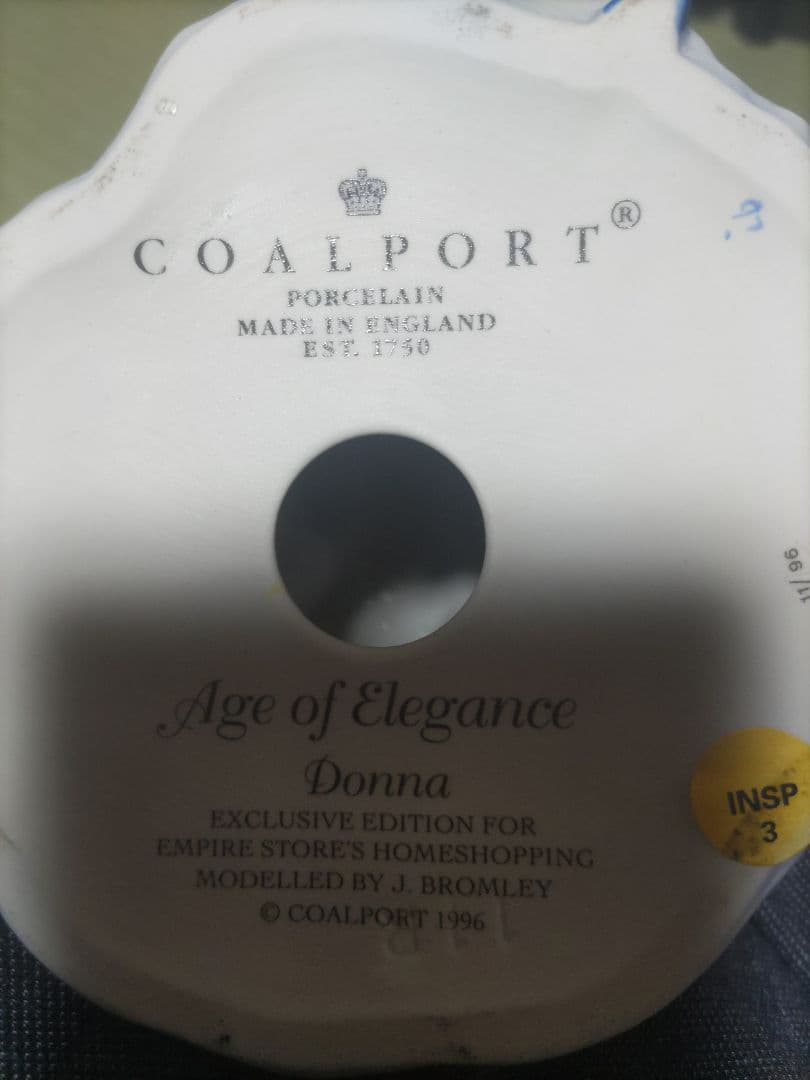 COALPORT®
PORCELAIN
MADE IN ENGLAND
EST. 1750
11/96
Age of Elegance
Donna
INSP
3
EXCLUSIVE EDITION FOR
EMPIRE STORE'S HOMESHOPPING
MODELLED BY J. BROMLEY
© COALPORT 1996